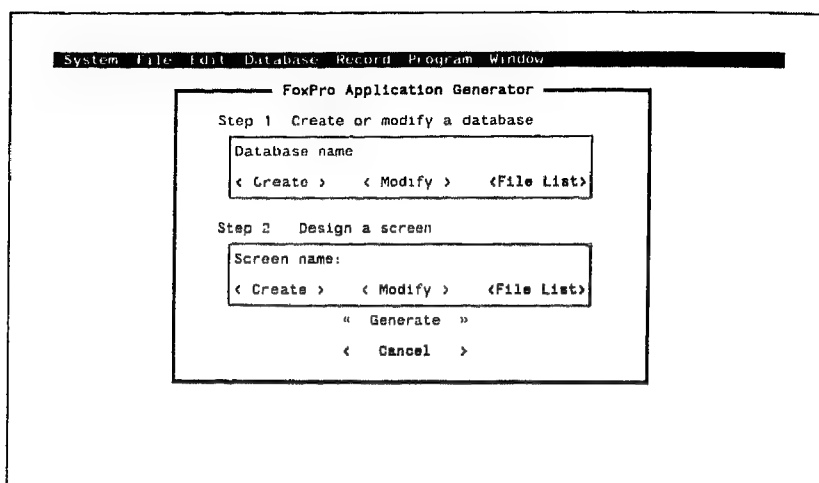 System File Edit Database Record Program Window
FoxPro Application Generator
Step 1 Create or modify a database
Database name
< Create > < Modify > <File List>
Step 2 Design a screen
Screen name:
< Create > < Modify > <File List>
« Generate »
< Cancel >